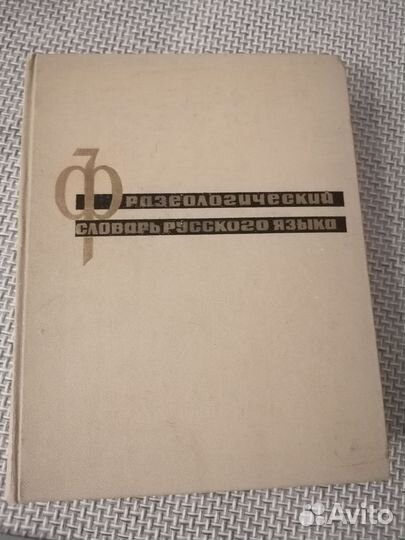 Фразеологический
словарь русского языка
Avito